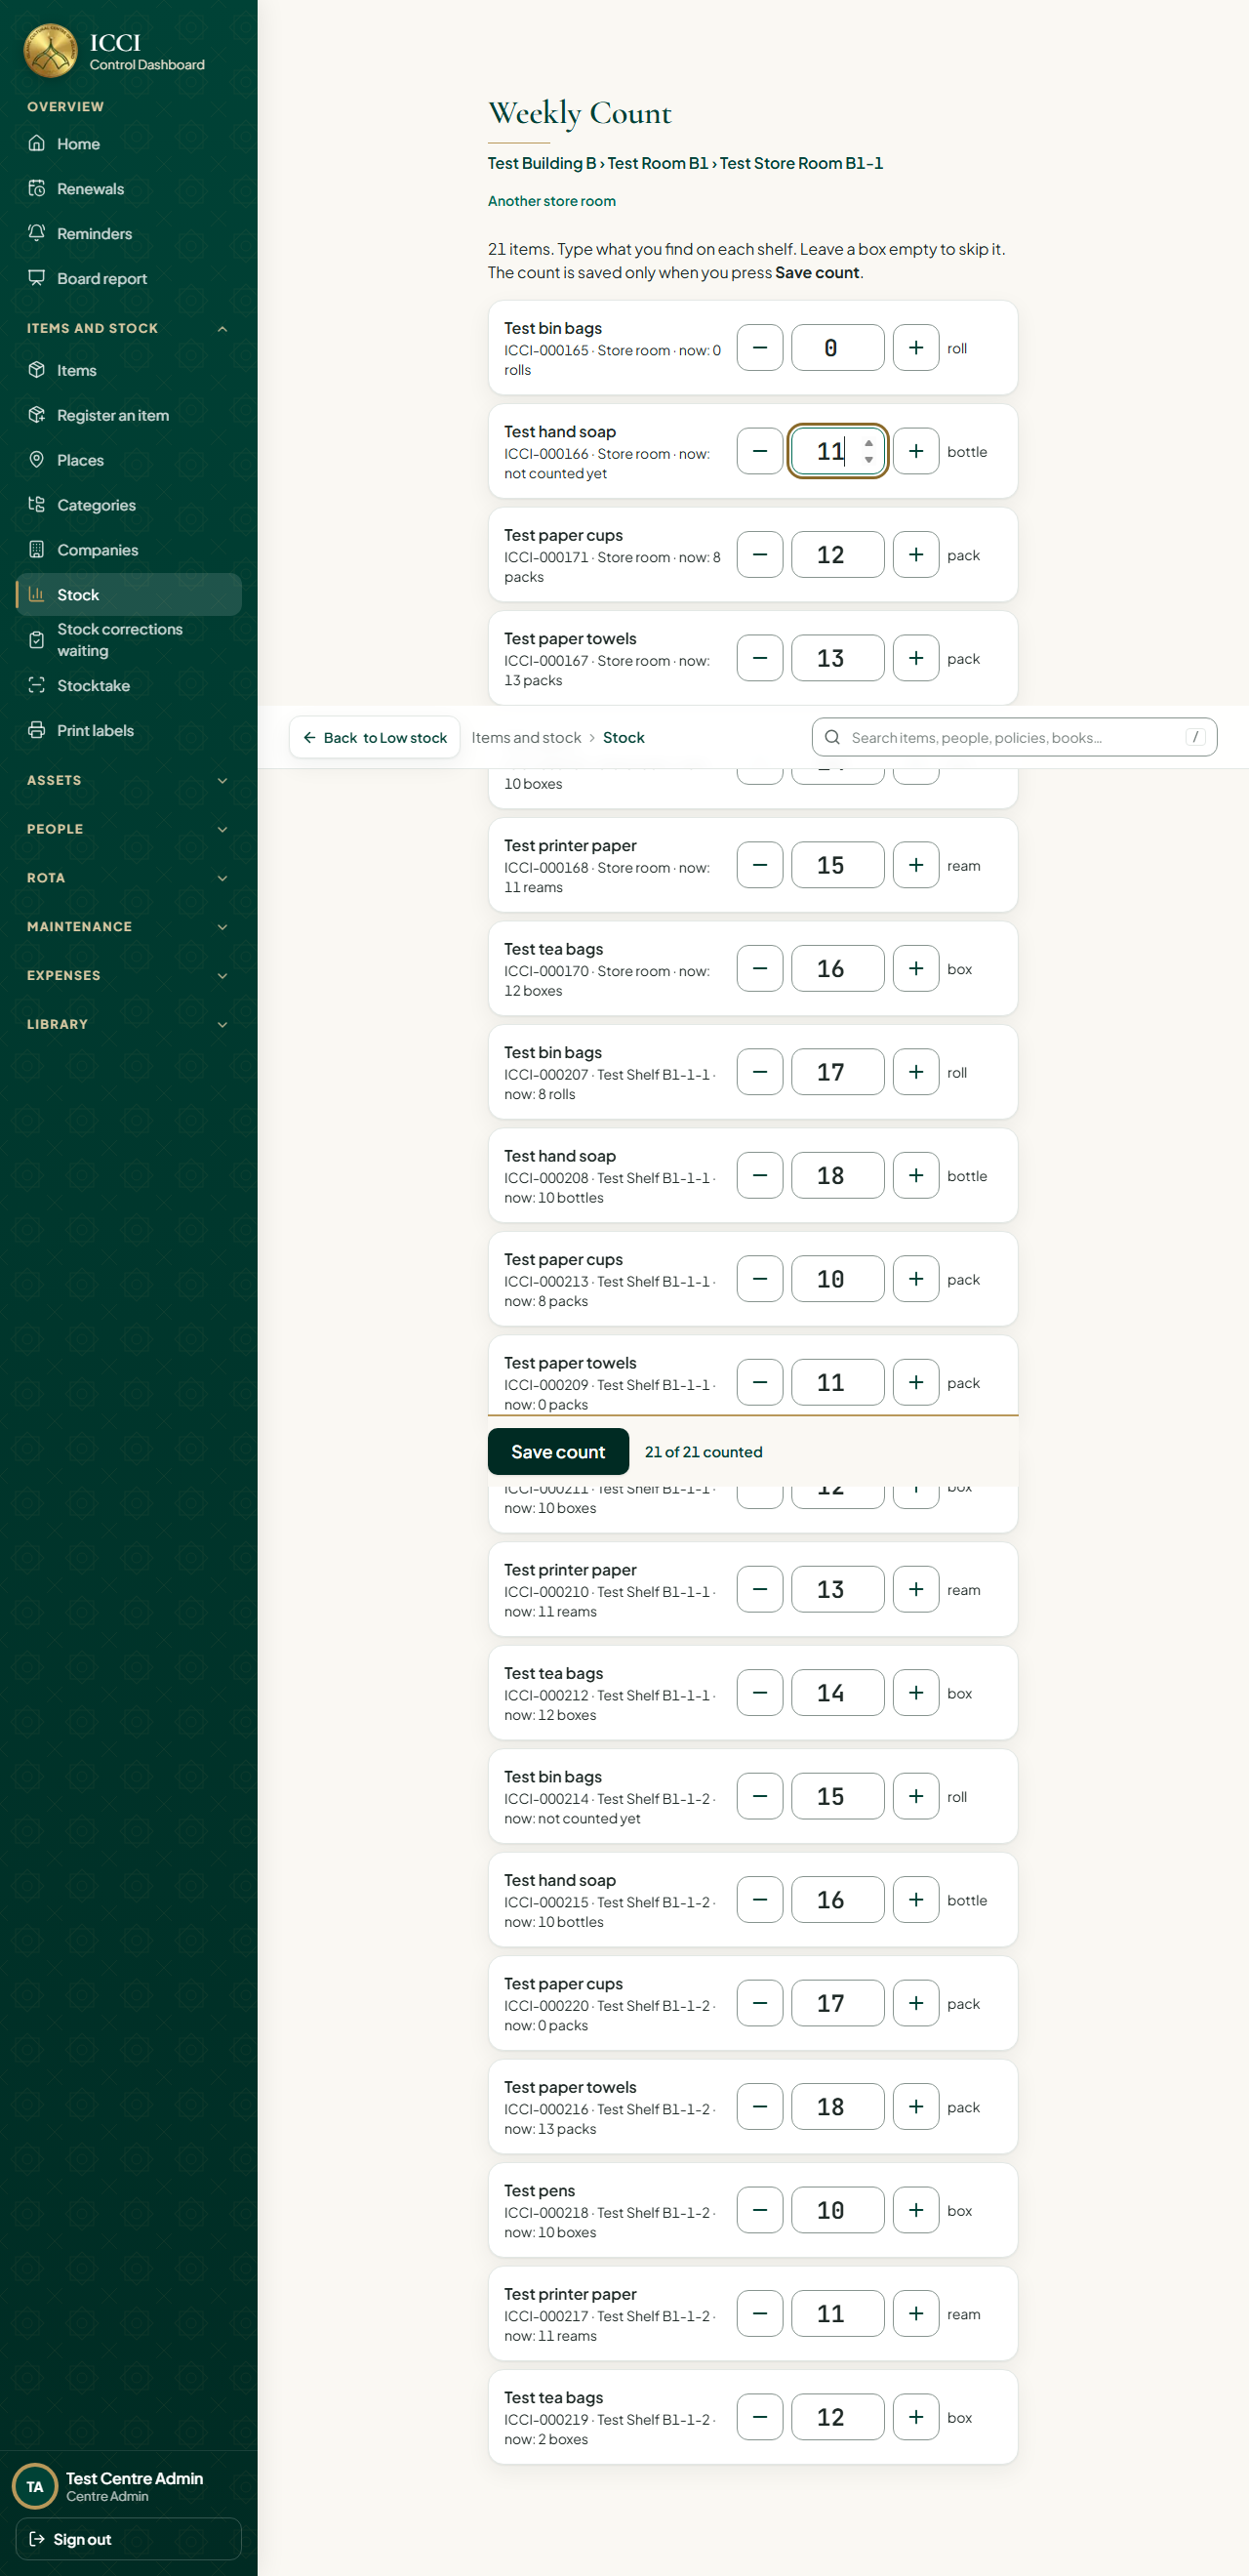 ICCI
Control Dashboard
OVERVIEW
Home
Renewals
Reminders
Board report
ITEMS AND STOCK
Items
Register an item
Places
Categories
Companies
Stock
Stock corrections
waiting
Stocktake
Print labels
ASSETS
PEOPLE
ROTA
MAINTENANCE
EXPENSES
LIBRARY
TA
Test Centre Admin
Centre Admin
Sign out
Weekly Count
Test Building B › Test Room B1 › Test Store Room B1-1
Another store room
21 items. Type what you find on each shelf. Leave a box empty to skip it.
The count is saved only when you press Save count.
Test bin bags
ICCI-000165 · Store room · now: 0
rolls
0
roll
Test hand soap
ICCI-000166 · Store room · now:
not counted yet
11
bottle
Test paper cups
ICCI-000171 · Store room · now: 8
packs
12
pack
Test paper towels
ICCI-000167 · Store room · now:
13 packs
13
pack
Back to Low stock
Items and stock › Stock
Search items, people, policies, books...
/
10 boxes
Test printer paper
ICCI-000168 · Store room · now:
11 reams
15
ream
Test tea bags
ICCI-000170 · Store room · now:
12 boxes
16
box
Test bin bags
ICCI-000207 · Test Shelf B1-1-1 ·
now: 8 rolls
17
roll
Test hand soap
ICCI-000208 · Test Shelf B1-1-1 ·
now: 10 bottles
18
bottle
Test paper cups
ICCI-000213 · Test Shelf B1-1-1 ·
now: 8 packs
10
pack
Test paper towels
ICCI-000209 · Test Shelf B1-1-1 ·
now: 0 packs
11
pack
Save count
21 of 21 counted
ICCI-000211 · Test Shelf B1-1-1 ·
now: 10 boxes
12
box
Test printer paper
ICCI-000210 · Test Shelf B1-1-1 ·
now: 11 reams
13
ream
Test tea bags
ICCI-000212 · Test Shelf B1-1-1 ·
now: 12 boxes
14
box
Test bin bags
ICCI-000214 · Test Shelf B1-1-2 ·
now: not counted yet
15
roll
Test hand soap
ICCI-000215 · Test Shelf B1-1-2 ·
now: 10 bottles
16
bottle
Test paper cups
ICCI-000220 · Test Shelf B1-1-2 ·
now: 0 packs
17
pack
Test paper towels
ICCI-000216 · Test Shelf B1-1-2 ·
now: 13 packs
18
pack
Test pens
ICCI-000218 · Test Shelf B1-1-2 ·
now: 10 boxes
10
box
Test printer paper
ICCI-000217 · Test Shelf B1-1-2 ·
now: 11 reams
11
ream
Test tea bags
ICCI-000219 · Test Shelf B1-1-2 ·
now: 2 boxes
12
box